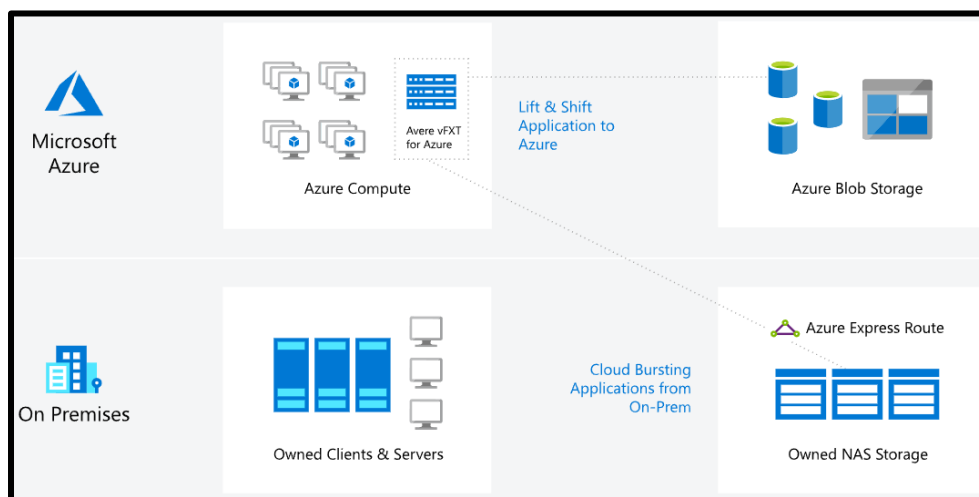 Microsoft
Azure
Avere vFXT
for Azure
Azure Compute
Lift & Shift
Application to
Azure
Azure Blob Storage
On Premises
Owned Clients & Servers
Cloud Bursting
Applications from
On-Prem
Azure Express Route
Owned NAS Storage